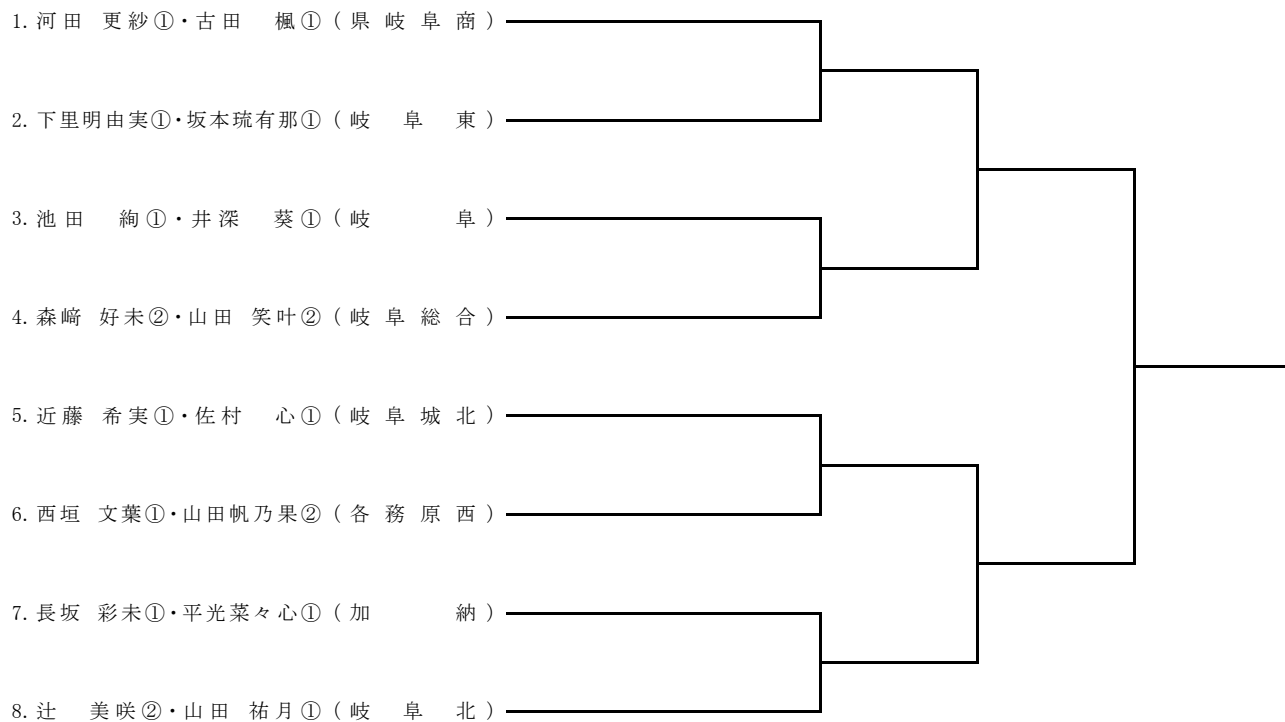 1. 河田 更紗①・古田 楓①（県岐阜商）
2. 下里明由実①・坂本琉有那①（岐阜東）
3. 池田 絢①・井深 葵①（岐阜）
4. 森﨑 好未②・山田 笑叶②（岐阜総合）
5. 近藤 希実①・佐村 心①（岐阜城北）
6. 西垣 文葉①・山田帆乃果②（各務原西）
7. 長坂 彩未①・平光菜々心①（加納）
8. 辻 美咲②・山田 祐月①（岐阜北）